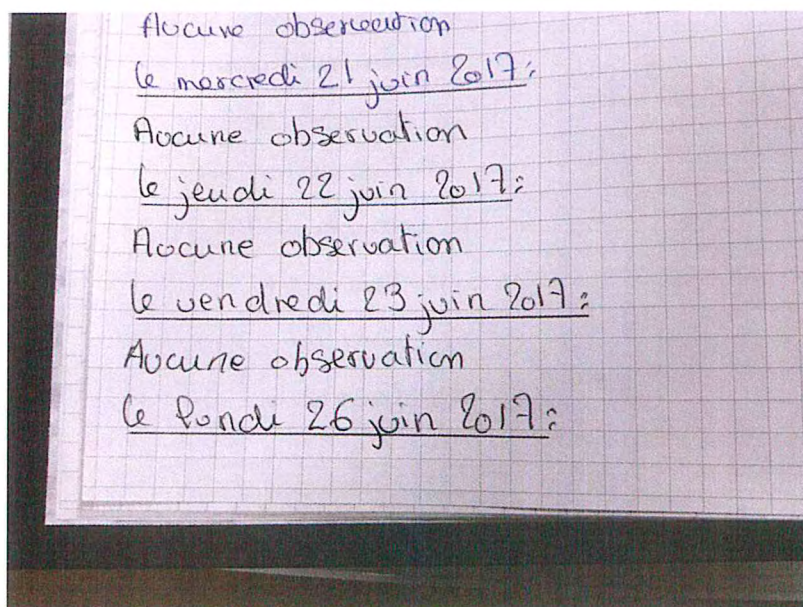 Aucune observation
le mercredi 21 juin 2017:
Aucune observation
le jeudi 22 juin 2017:
Aucune observation
le vendredi 23 juin 2017:
Aucune observation
le lundi 26 juin 2017: